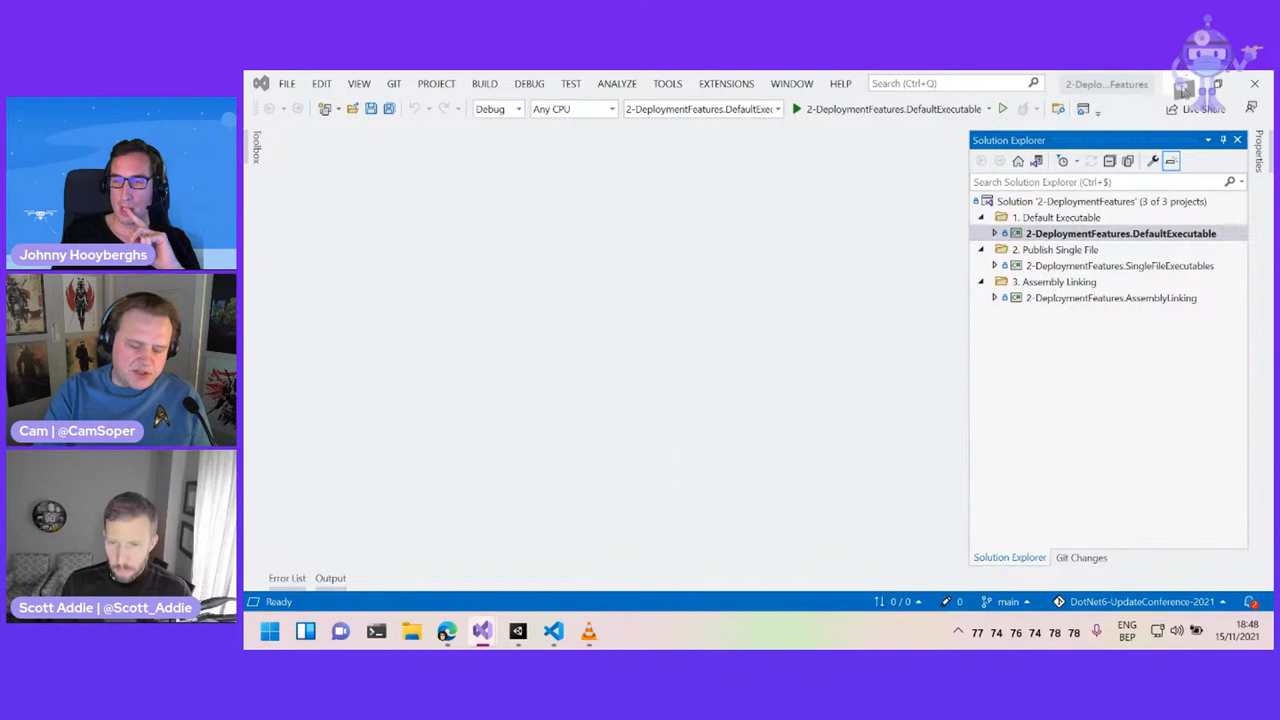 Johnny Hooyberghs
Cam | @CamSoper
Scott Addie | @Scott_Addie
FILE EDIT VIEW GIT PROJECT BUILD DEBUG TEST ANALYZE TOOLS EXTENSIONS WINDOW HELP Search (Ctrl+Q) 2-Deplo...Features
Debug Any CPU 2-DeploymentFeatures.DefaultExec 2-DeploymentFeatures.DefaultExecutable Live Share
Toolbox
Solution Explorer
Search Solution Explorer (Ctrl+$)
Solution '2-DeploymentFeatures' (3 of 3 projects)
1. Default Executable
2-DeploymentFeatures.DefaultExecutable
2. Publish Single File
2-DeploymentFeatures.SingleFileExecutables
3. Assembly Linking
2-DeploymentFeatures.AssemblyLinking
Properties
Solution Explorer Git Changes
Error List Output
Ready 0 / 0 0 main DotNet6-UpdateConference-2021 2
77 74 76 74 78 78 ENG 18:48
BEP 15/11/2021